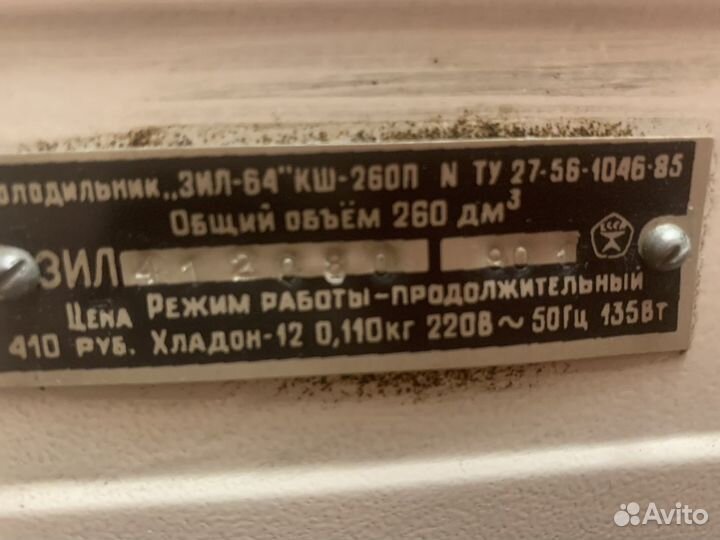 олодильник „ЗИЛ-64" КШ-260П N ТУ 27-56-1046-85
Общий объём 260 дм³
ЗИЛ
Цена Режим работы-продолжительный
410 руб. Хладон-12 0,110кг 220В ~ 50Гц 135Вт
Avito